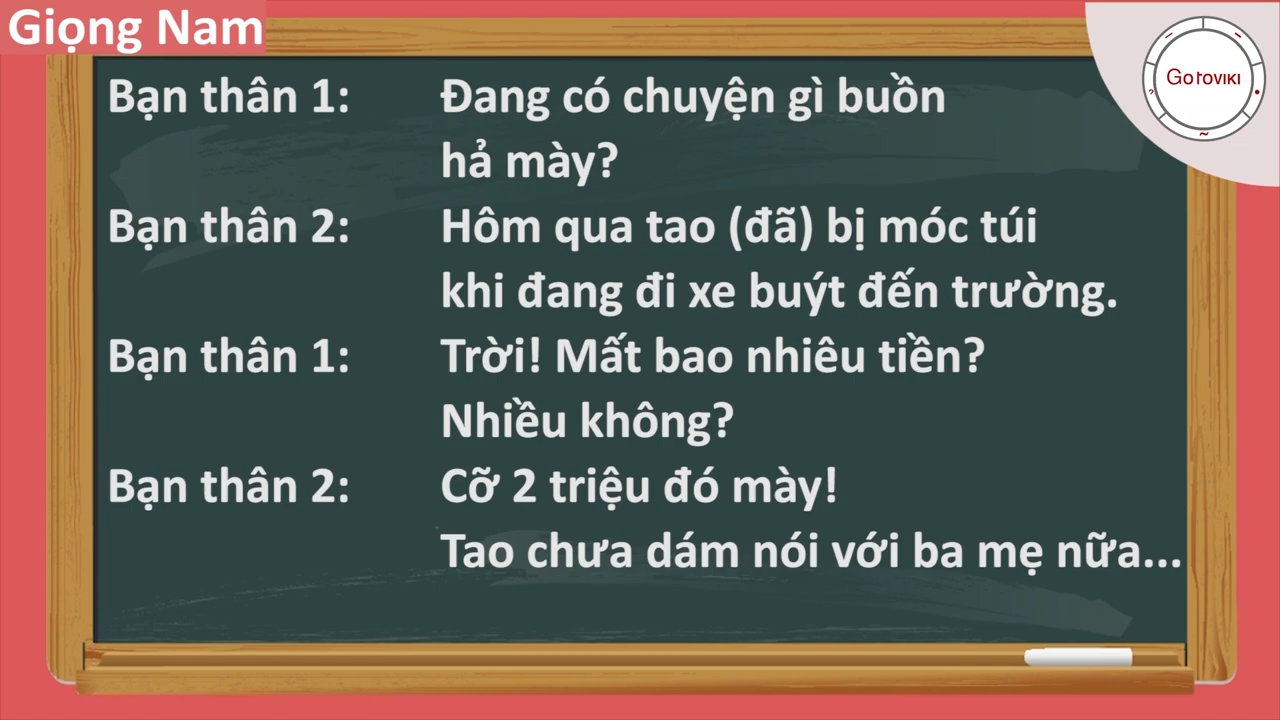 Giọng Nam
GotoVIKI
Bạn thân 1: Đang có chuyện gì buồn
hả mày?
Bạn thân 2: Hôm qua tao (đã) bị móc túi
khi đang đi xe buýt đến trường.
Bạn thân 1: Trời! Mất bao nhiêu tiền?
Nhiều không?
Bạn thân 2: Cỡ 2 triệu đó mày!
Tao chưa dám nói với ba mẹ nữa...